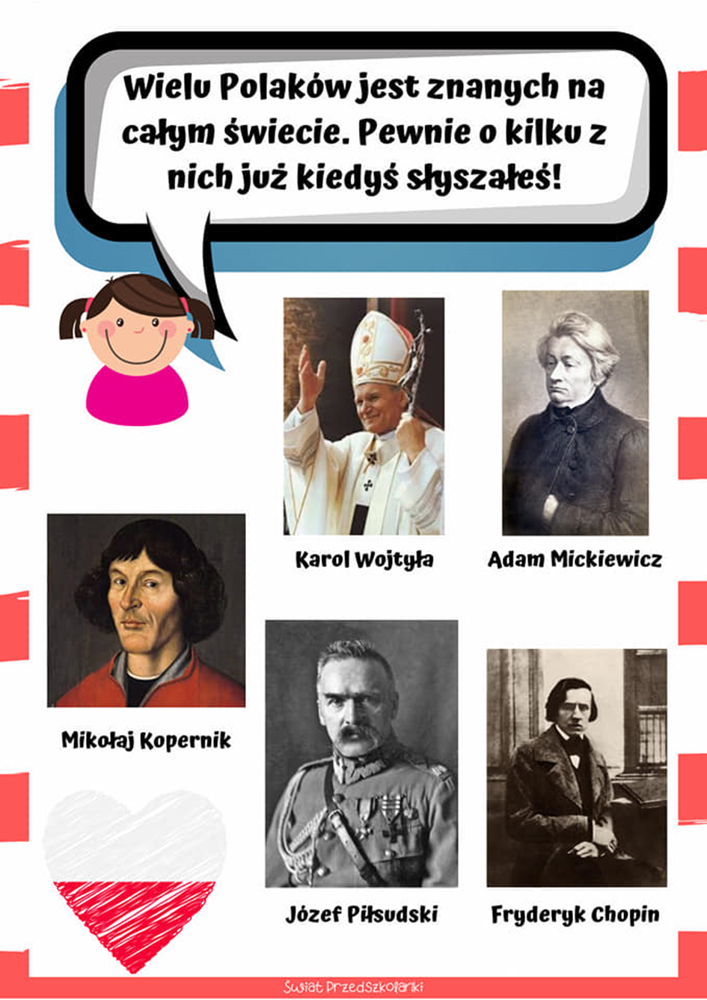 Wielu Polaków jest znanych na
całym świecie. Pewnie o kilku z
nich już kiedyś słyszałeś!
Karol Wojtyła
Adam Mickiewicz
Mikołaj Kopernik
Józef Piłsudski
Fryderyk Chopin
Świat Przedszkolanki